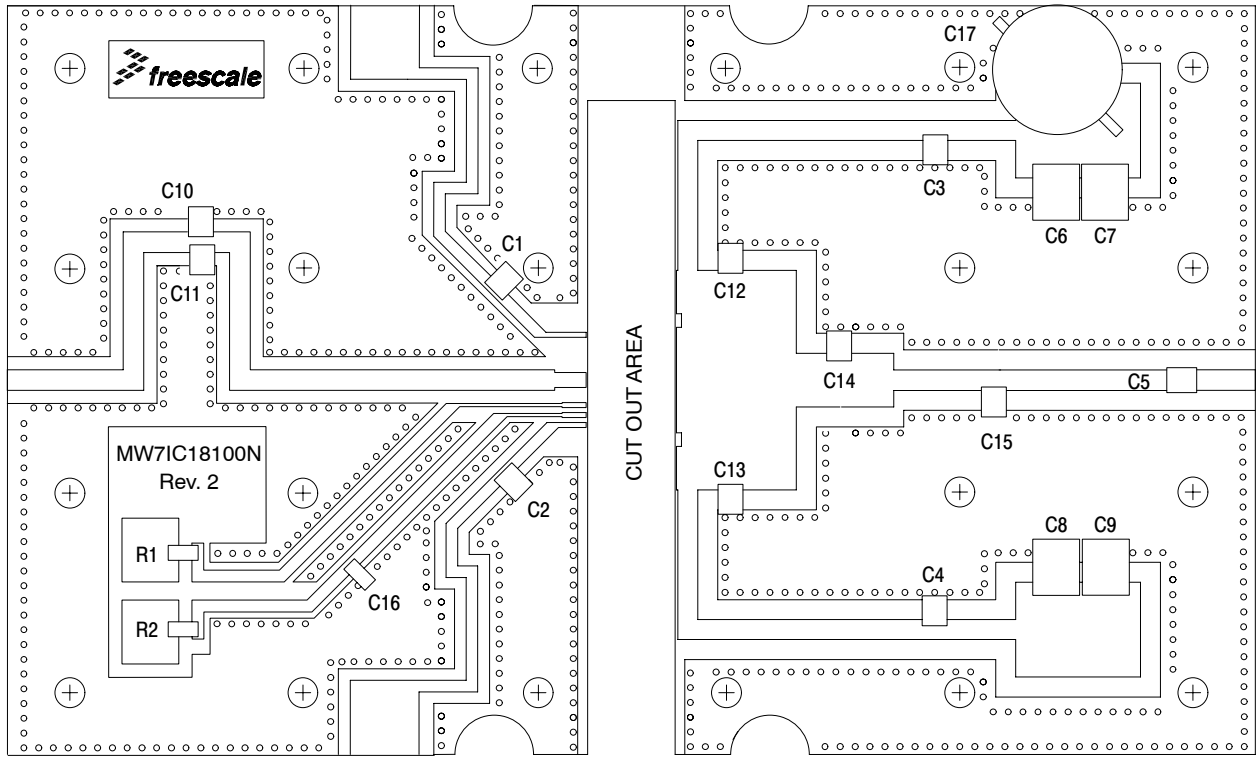 freescale
C17
C10
C11
C1
C3
C6 C7
C12
CUT OUT AREA
C14
C5
C15
MW7IC18100N
Rev. 2
C13
C2
R1
C8 C9
C16
C4
R2